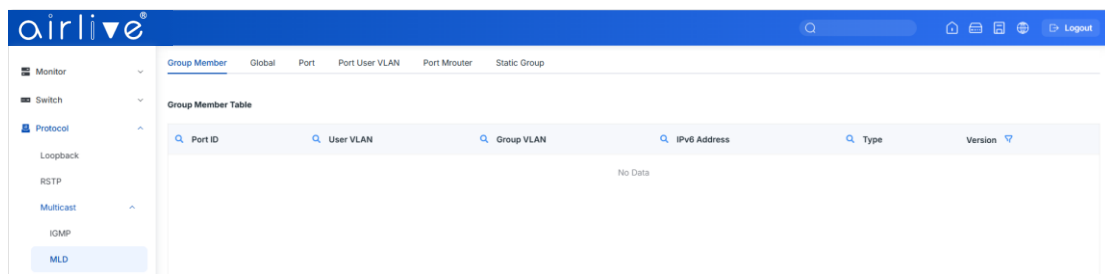 airlive®
Logout
Monitor
Switch
Protocol
Loopback
RSTP
Multicast
IGMP
MLD
Group Member Global Port Port User VLAN Port Mrouter Static Group
Group Member Table
Port ID User VLAN Group VLAN IPv6 Address Type Version
No Data